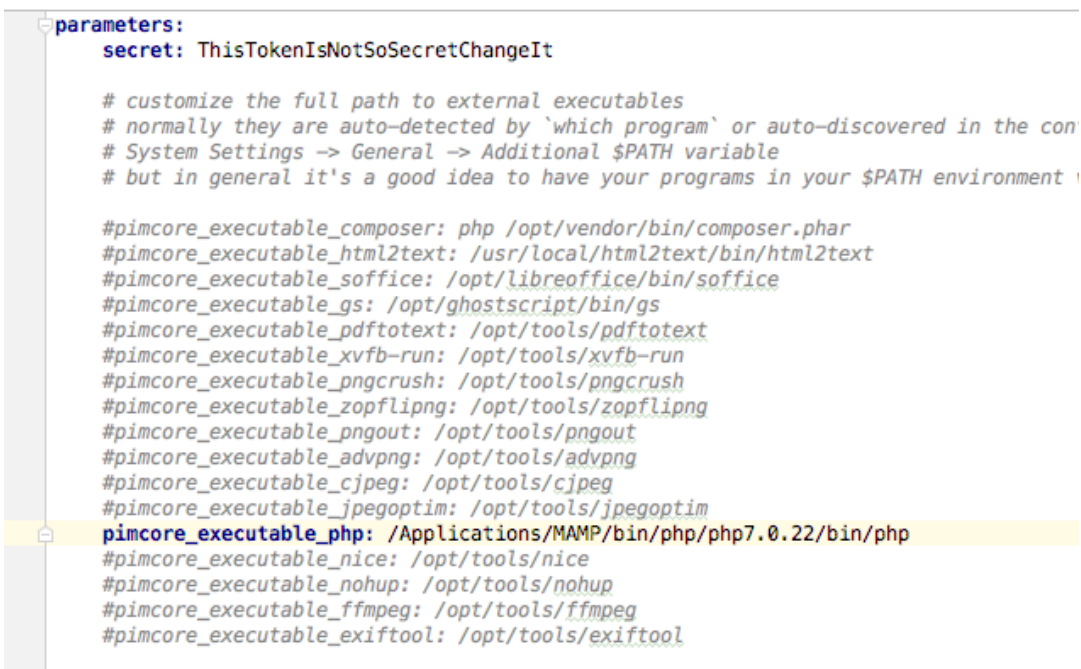 parameters:
secret: ThisTokenIsNotSoSecretChangeIt
# customize the full path to external executables
# normally they are auto-detected by `which program` or auto-discovered in the
# System Settings -> General -> Additional $PATH variable
# but in general it's a good idea to have your programs in your $PATH environment
#pimcore_executable_composer: php /opt/vendor/bin/composer.phar
#pimcore_executable_html2text: /usr/local/html2text/bin/html2text
#pimcore_executable_soffice: /opt/libreoffice/bin/soffice
#pimcore_executable_gs: /opt/ghostscript/bin/gs
#pimcore_executable_pdftotext: /opt/tools/pdftotext
#pimcore_executable_xvfb-run: /opt/tools/xvfb-run
#pimcore_executable_pngcrush: /opt/tools/pngcrush
#pimcore_executable_zopflipng: /opt/tools/zopflipng
#pimcore_executable_pngout: /opt/tools/pngout
#pimcore_executable_advpng: /opt/tools/advpng
#pimcore_executable_cjpeg: /opt/tools/cjpeg
#pimcore_executable_jpegoptim: /opt/tools/jpegoptim
pimcore_executable_php: /Applications/MAMP/bin/php/php7.0.22/bin/php
#pimcore_executable_nice: /opt/tools/nice
#pimcore_executable_nohup: /opt/tools/nohup
#pimcore_executable_ffmpeg: /opt/tools/ffmpeg
#pimcore_executable_exiftool: /opt/tools/exiftool